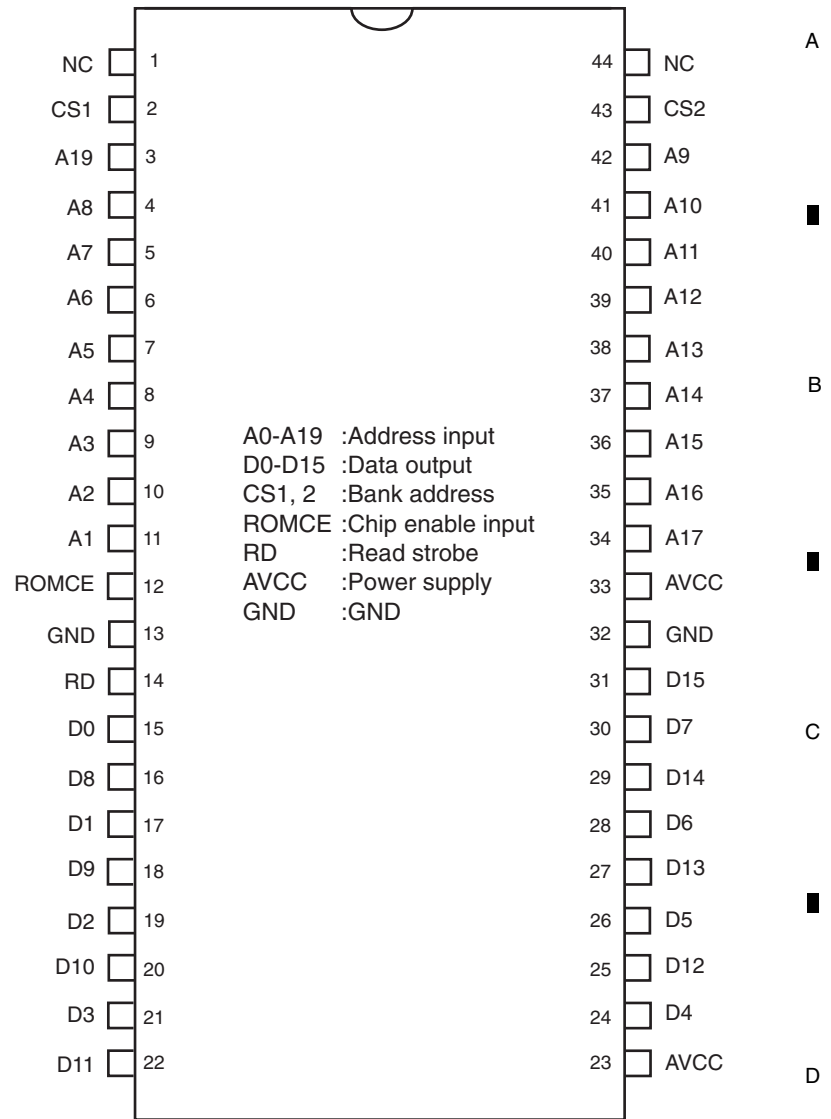 NC 1 44 NC
CS1 2 43 CS2
A19 3 42 A9
A8 4 41 A10
A7 5 40 A11
A6 6 39 A12
A5 7 38 A13
A4 8 37 A14
A3 9 36 A15
A2 10 35 A16
A1 11 34 A17
ROMCE 12 33 AVCC
GND 13 32 GND
RD 14 31 D15
D0 15 30 D7
D8 16 29 D14
D1 17 28 D6
D9 18 27 D13
D2 19 26 D5
D10 20 25 D12
D3 21 24 D4
D11 22 23 AVCC
A0-A19 :Address input
D0-D15 :Data output
CS1, 2 :Bank address
ROMCE :Chip enable input
RD :Read strobe
AVCC :Power supply
GND :GND
A
B
C
D